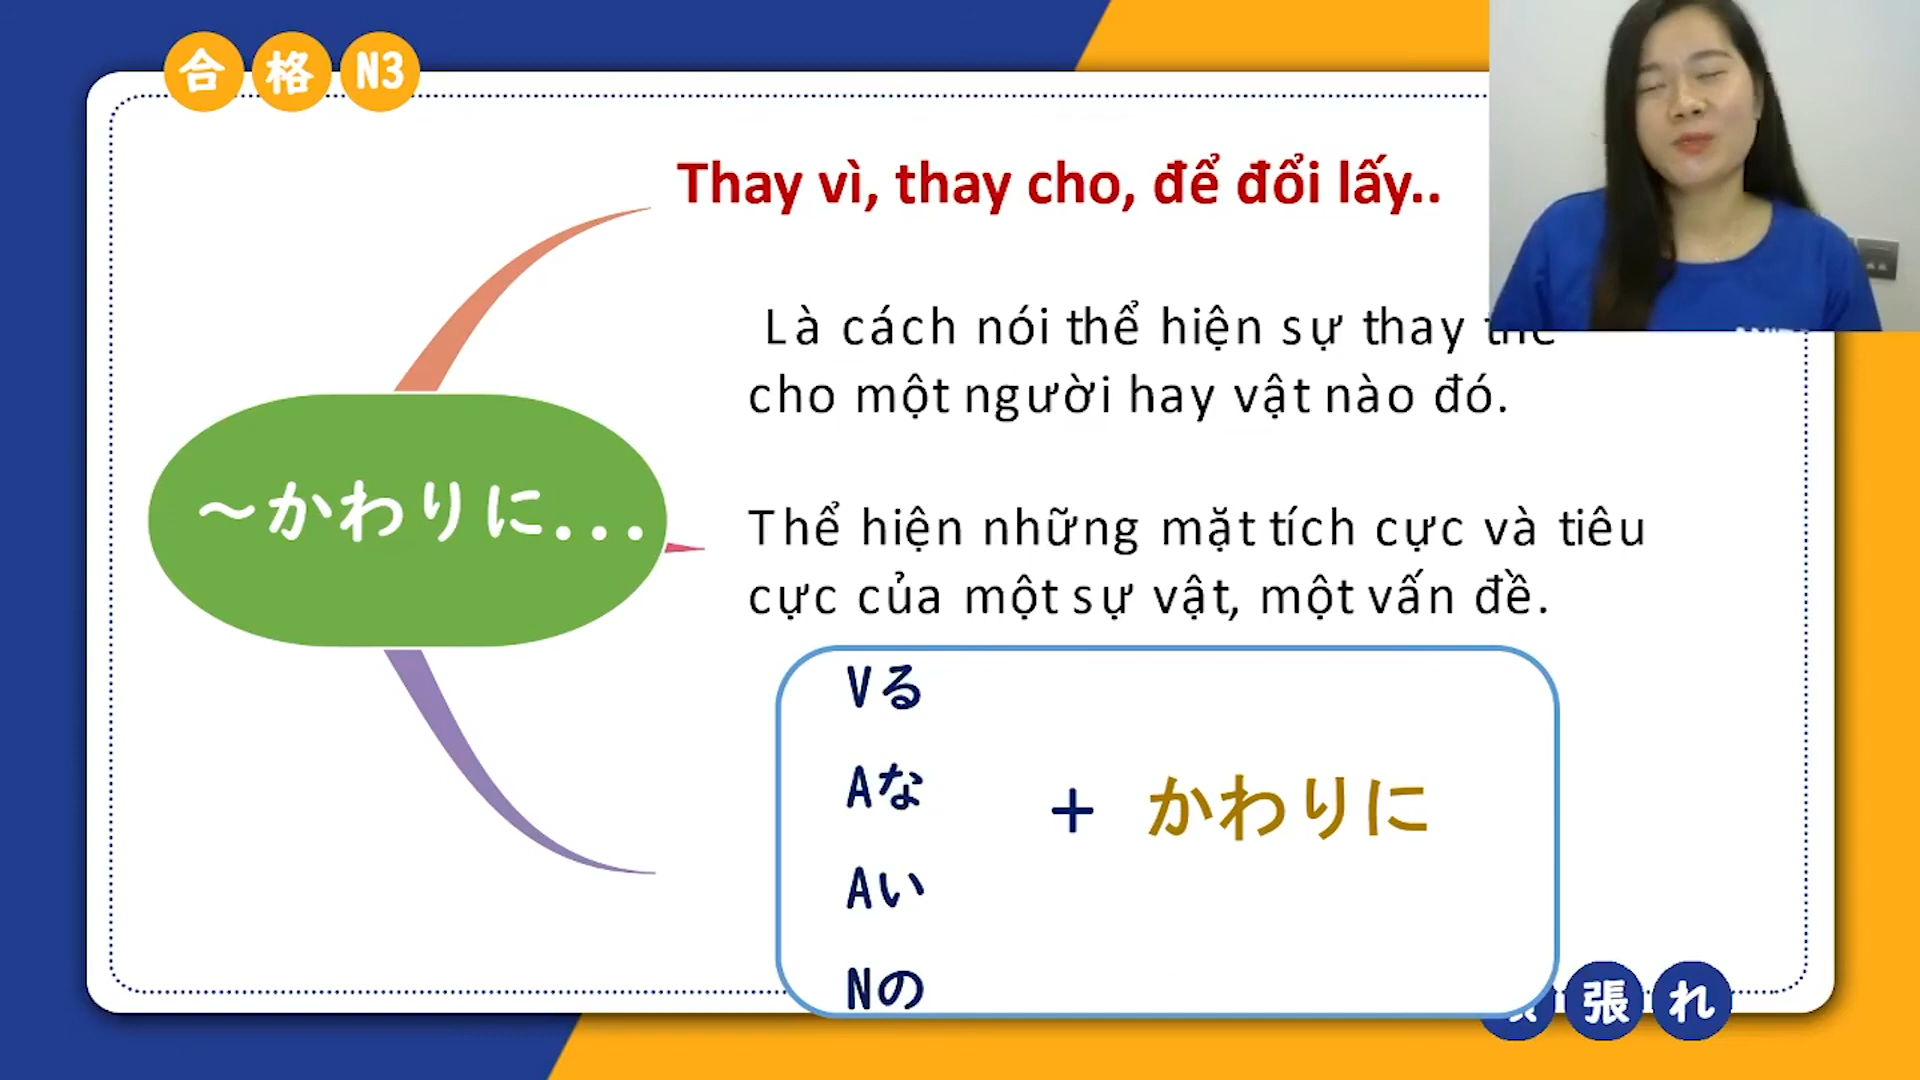 合格N3
Thay vì, thay cho, để đổi lấy..
Là cách nói thể hiện sự thay
cho một người hay vật nào đó.
～かわりに...
Thể hiện những mặt tích cực và tiêu
cực của một sự vật, một vấn đề.
Vる
Aな
+ かわりに
Aい
Nの
張れ